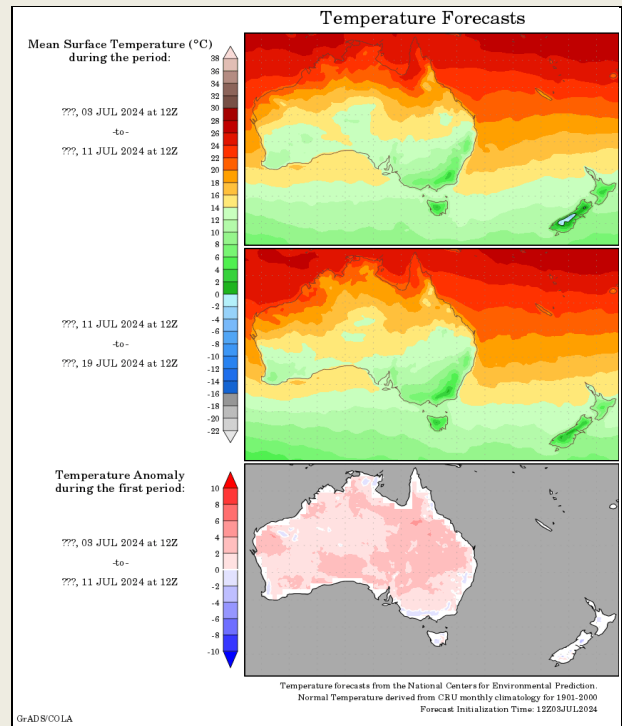 Temperature Forecasts
Mean Surface Temperature (°C)
during the period:
???, 03 JUL 2024 at 12Z
-to-
???, 11 JUL 2024 at 12Z
38
36
34
32
30
28
26
24
22
20
18
16
14
12
10
8
6
4
2
0
-2
-4
-6
-8
-10
-12
-14
-16
-18
-20
-22
???, 11 JUL 2024 at 12Z
-to-
???, 19 JUL 2024 at 12Z
Temperature Anomaly
during the first period:
???, 03 JUL 2024 at 12Z
-to-
???, 11 JUL 2024 at 12Z
10
8
6
4
2
0
-2
-4
-6
-8
-10
Temperature forecasts from the National Centers for Environmental Prediction.
Normal Temperature derived from CRU monthly climatology for 1901-2000
Forecast Initialization Time: 12Z03JUL2024
GrADS/COLA